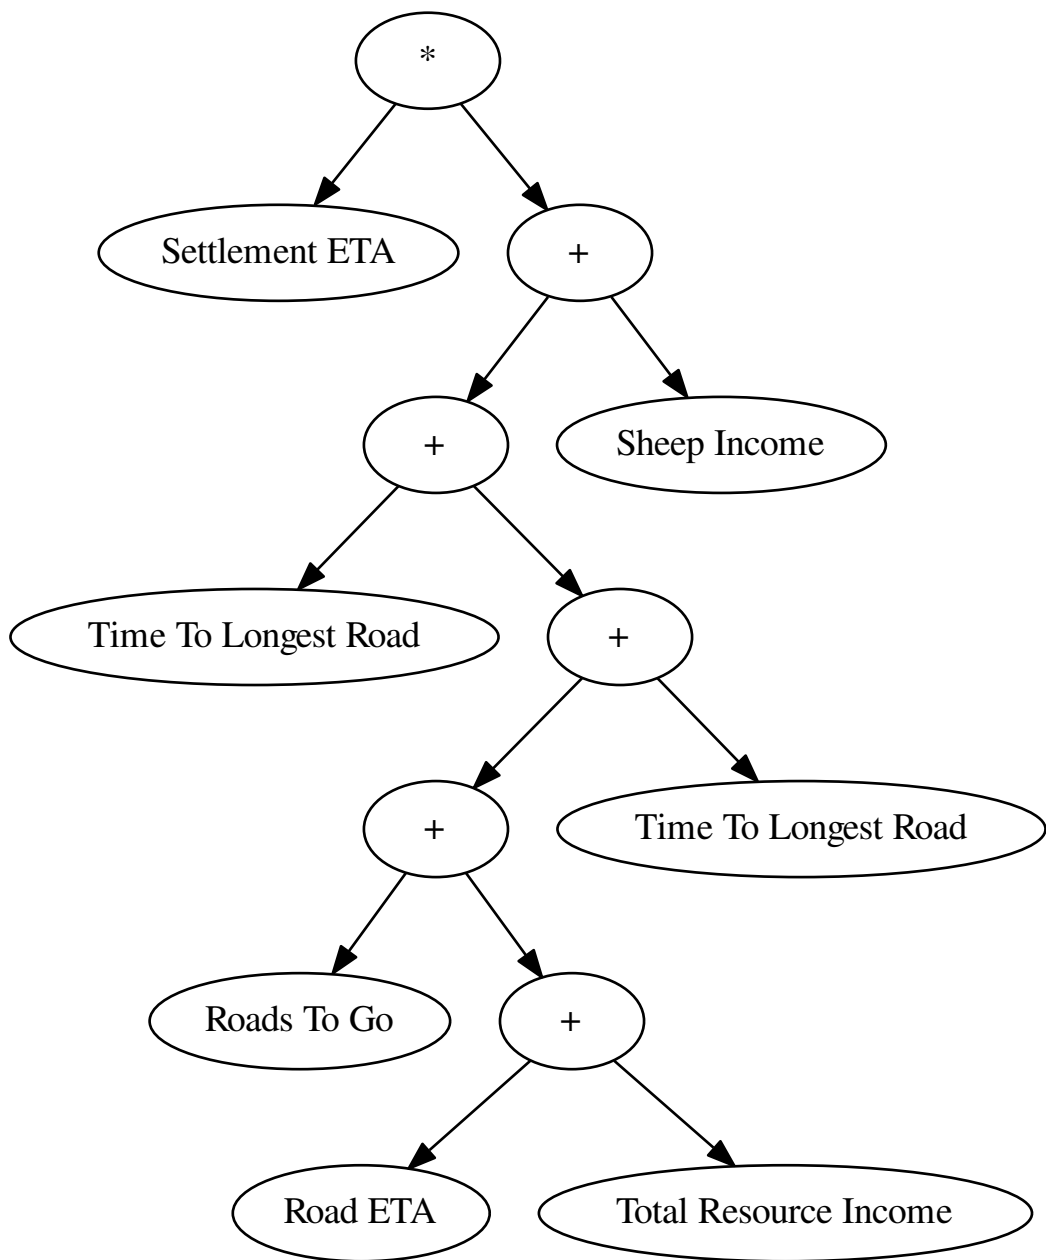 *
Settlement ETA
+
+
Sheep Income
Time To Longest Road
+
+
Time To Longest Road
Roads To Go
+
Road ETA
Total Resource Income